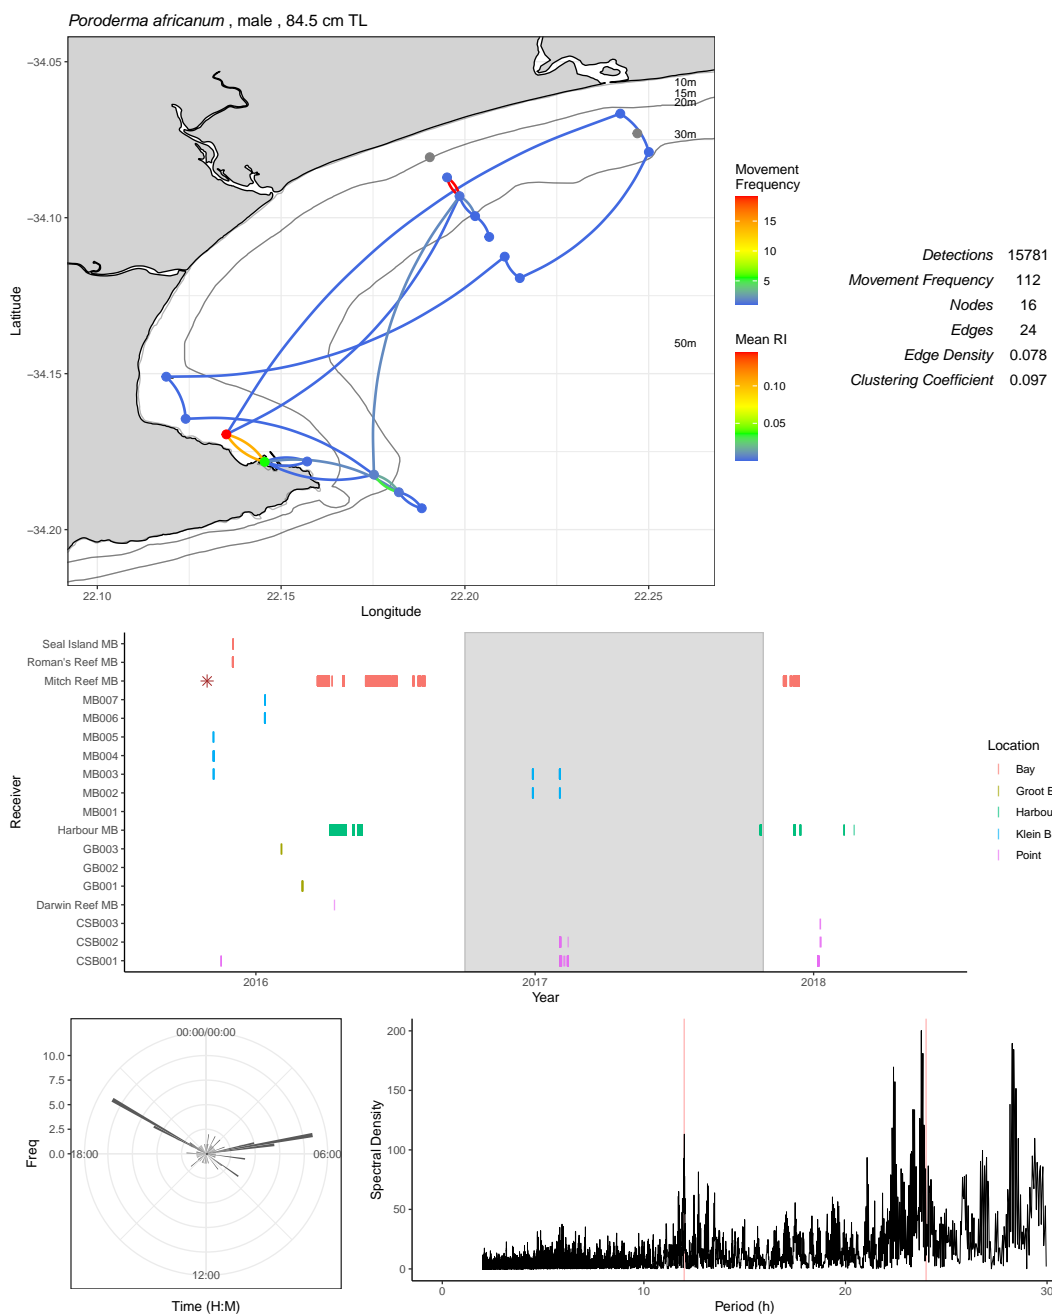 Poroderma africanum , male , 84.5 cm TL
−34.05
−34.10
−34.15
−34.20
Latitude
10m
15m
20m
30m
50m
22.10
22.15
22.20
22.25
Longitude
Movement
Frequency
15
10
5
Mean RI
0.10
0.05
Detections 15781
Movement Frequency 112
Nodes 16
Edges 24
Edge Density 0.078
Clustering Coefficient 0.097
Receiver
Seal Island MB
Roman's Reef MB
Mitch Reef MB
MB007
MB006
MB005
MB004
MB003
MB002
MB001
Harbour MB
GB003
GB002
GB001
Darwin Reef MB
CSB003
CSB002
CSB001
2016
2017
2018
Year
Location
Bay
Groot B
Harbou
Klein B
Point
Freq
10.0
7.5
5.0
2.5
0.0
00:00/00:00
06:00
12:00
18:00
Time (H:M)
Spectral Density
200
150
100
50
0
0
10
20
30
Period (h)